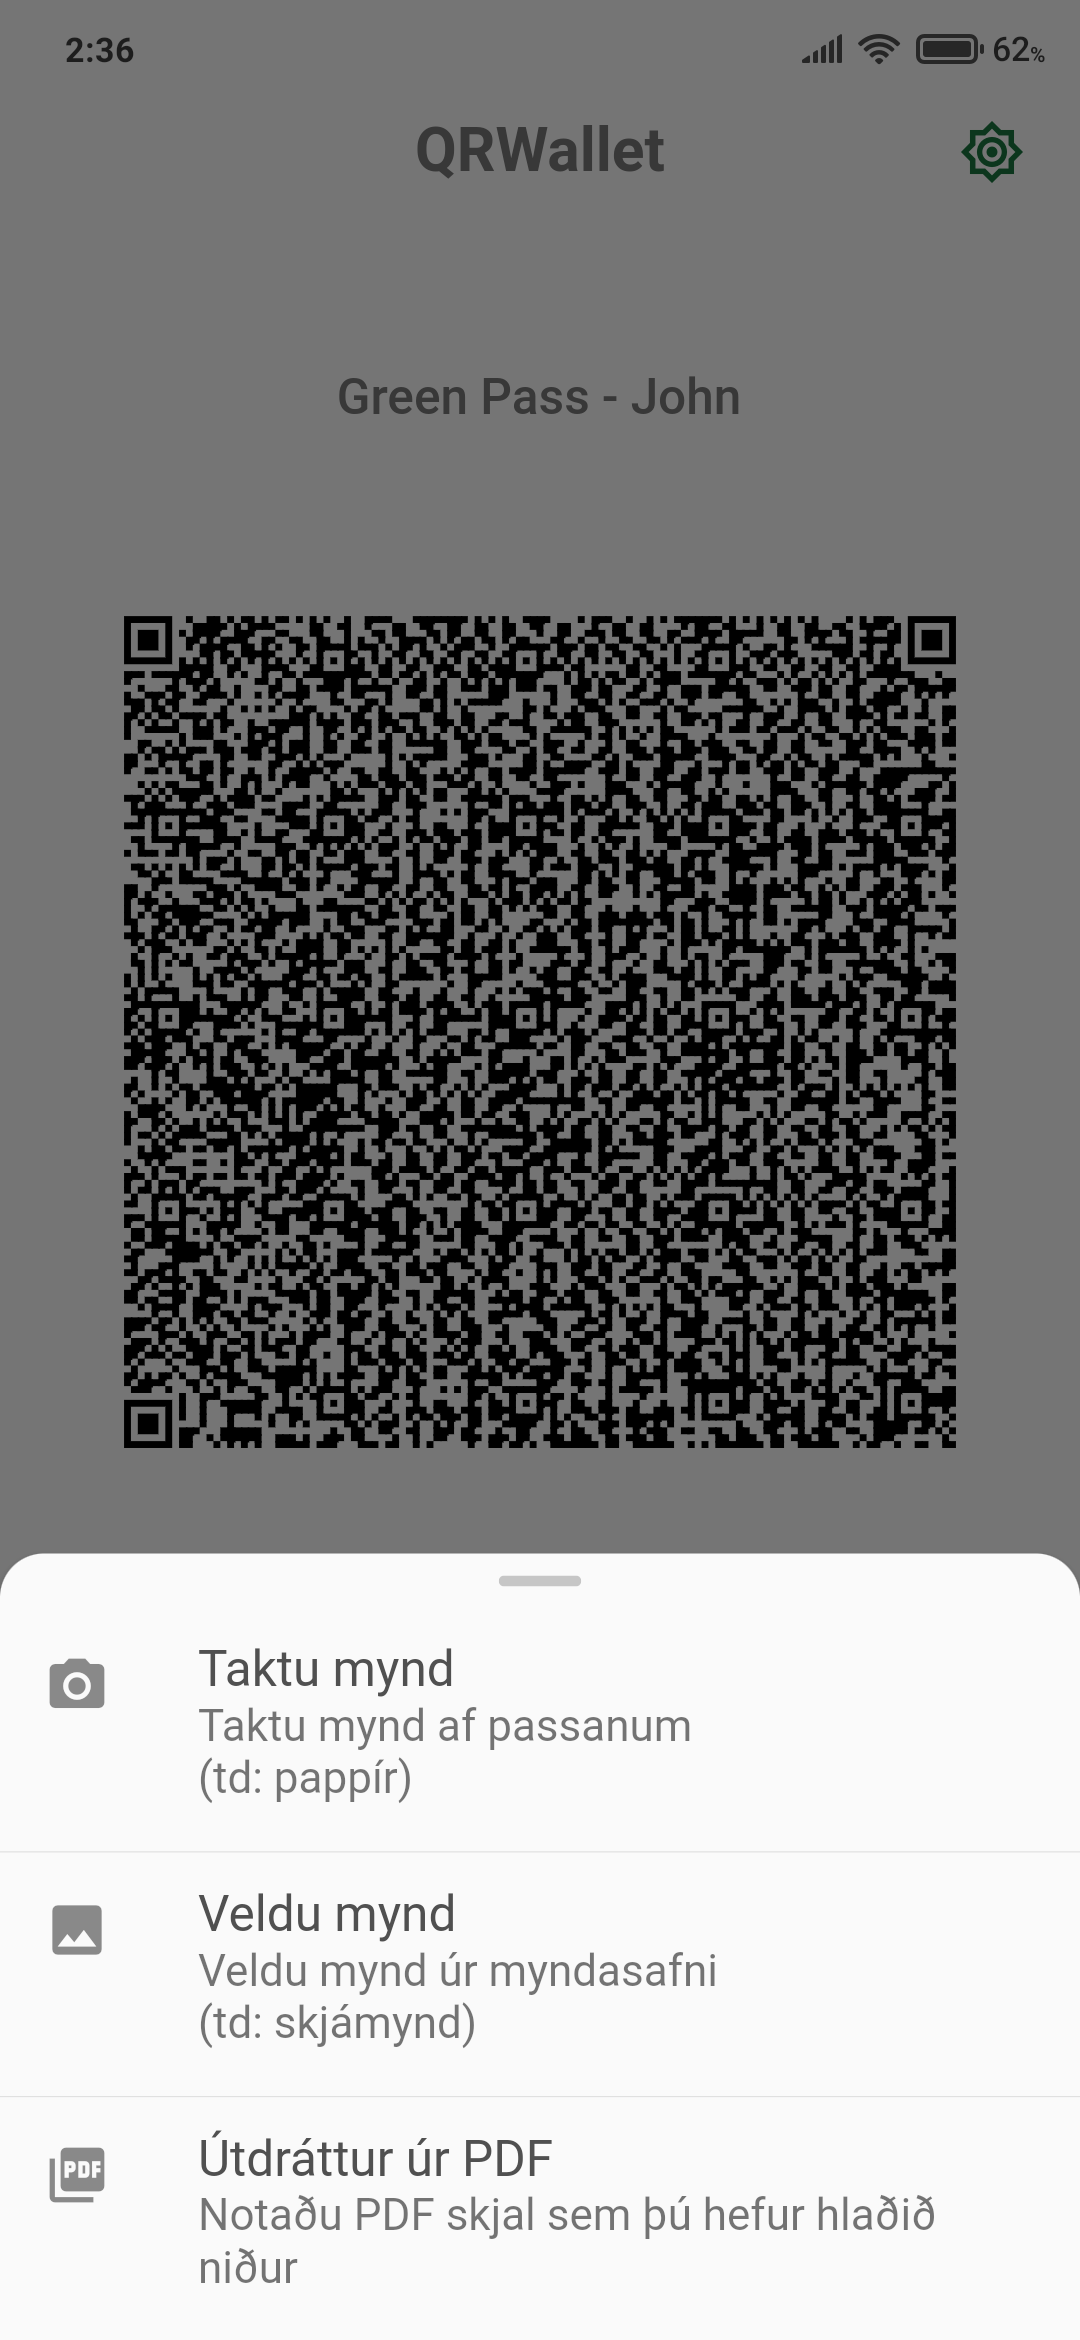 2:36
62%
QRWallet
Green Pass - John
Taktu mynd
Taktu mynd af passanum
(td: pappír)
Veldu mynd
Veldu mynd úr myndasafni
(td: skjámynd)
PDF
Útdráttur úr PDF
Notaðu PDF skjal sem þú hefur hlaðið
niður